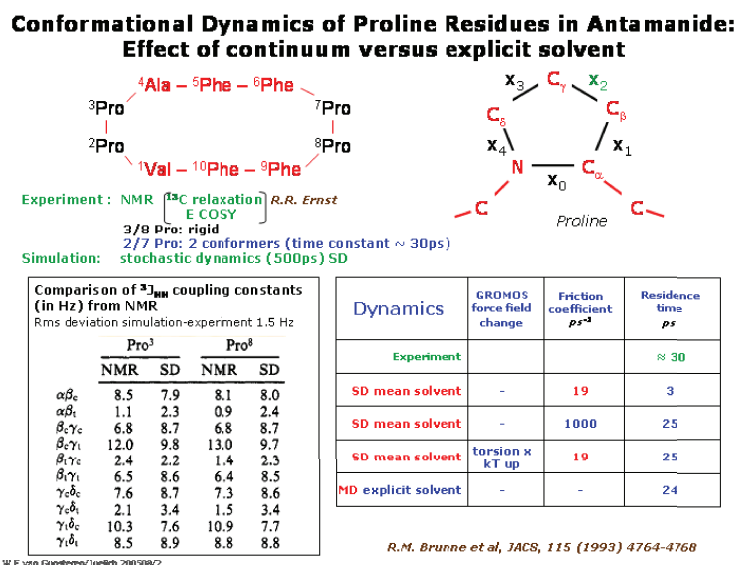 Conformational Dynamics of Proline Residues in Antamanide:
Effect of continuum versus explicit solvent
⁴Ala – ⁵Phe – ⁶Phe
³Pro ⁷Pro
²Pro ⁸Pro
¹Val – ¹⁰Phe – ⁹Phe
x₃ Cγ x₂
Cδ Cβ
x₄ x₁
N x₀ Cα
C C
Proline
Experiment : NMR ¹³C relaxation R.R. Ernst
E COSY
3/8 Pro: rigid
2/7 Pro: 2 conformers (time constant ~ 30ps)
Simulation: stochastic dynamics (500ps) SD
Comparison of ³J_HH coupling constants
(in Hz) from NMR
Rms deviation simulation-experment 1.5 Hz
Pro³ Pro⁸
NMR SD NMR SD
αβc 8.5 7.9 8.1 8.0
αβt 1.1 2.3 0.9 2.4
βcγc 6.8 8.7 6.8 8.7
βcγt 12.0 9.8 13.0 9.7
βtγc 2.4 2.2 1.4 2.3
βtγt 6.5 8.6 6.4 8.5
γcδc 7.6 8.7 7.3 8.6
γcδt 2.1 3.4 1.5 3.4
γtδc 10.3 7.6 10.9 7.7
γtδt 8.5 8.9 8.8 8.8
Dynamics GROMOS force field change Friction coefficient ps⁻¹ Residence time ps
Experiment ≈ 30
SD mean solvent - 19 3
SD mean solvent - 1000 25
SD mean solvent torsion x kT up 19 25
MD explicit solvent - - 24
R.M. Brunne et al, JACS, 115 (1993) 4764-4768